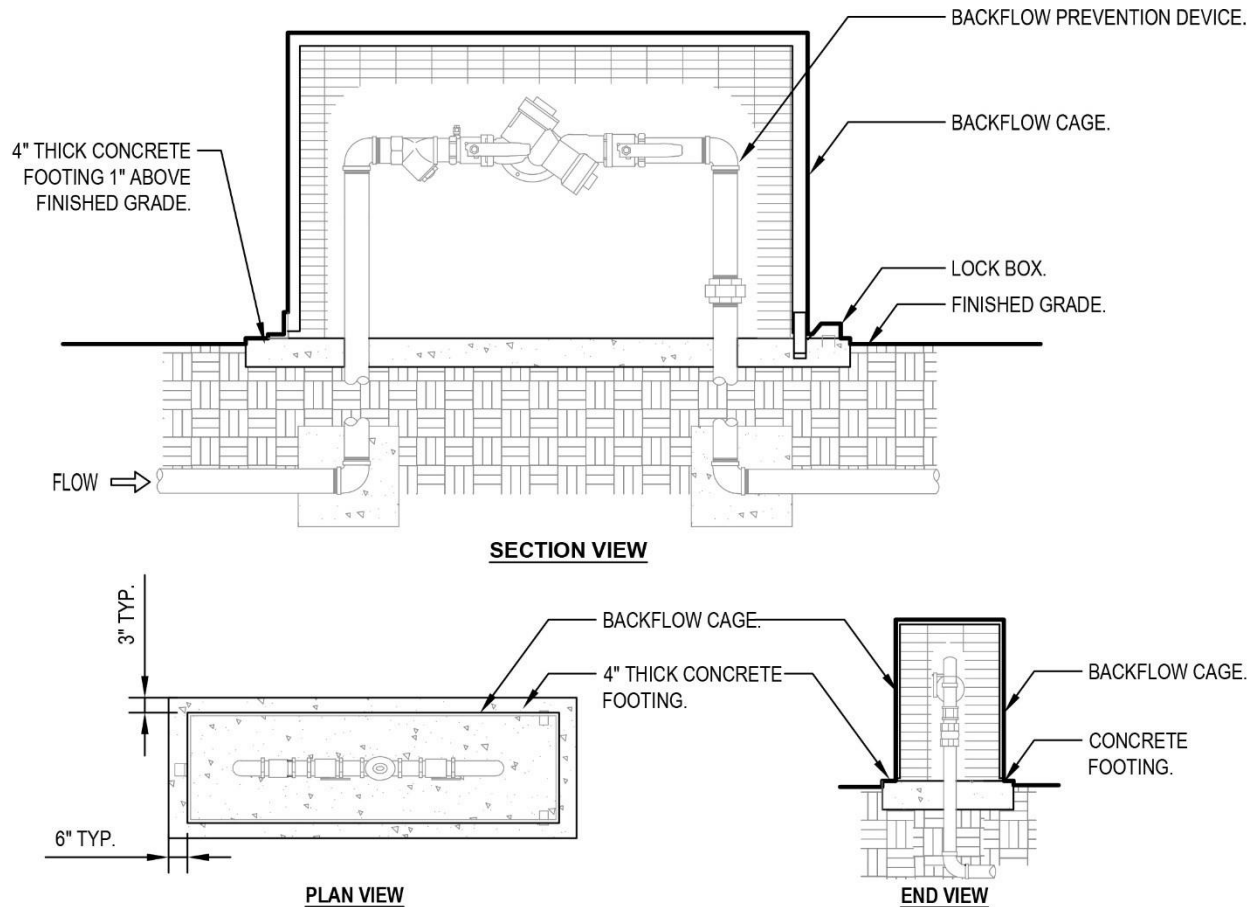 BACKFLOW PREVENTION DEVICE.
BACKFLOW CAGE.
4" THICK CONCRETE
FOOTING 1" ABOVE
FINISHED GRADE.
LOCK BOX.
FINISHED GRADE.
FLOW
SECTION VIEW
3" TYP.
BACKFLOW CAGE.
4" THICK CONCRETE
FOOTING.
BACKFLOW CAGE.
CONCRETE
FOOTING.
6" TYP.
PLAN VIEW
END VIEW